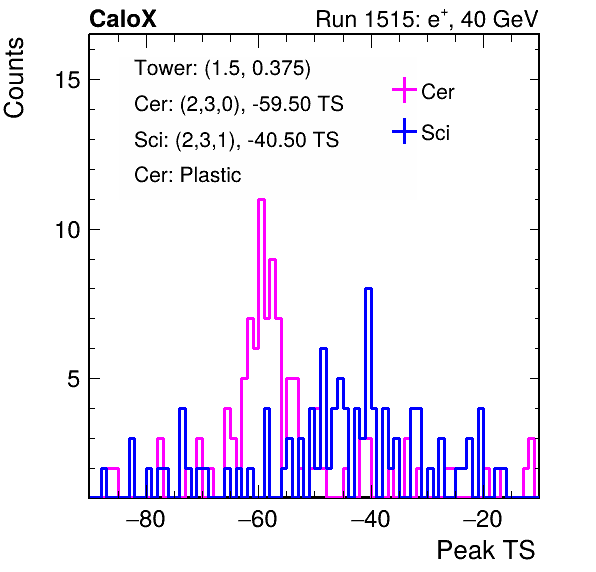 CaloX Run 1515: e⁺, 40 GeV
Counts
Tower: (1.5, 0.375)
Cer: (2,3,0), -59.50 TS
Sci: (2,3,1), -40.50 TS
Cer: Plastic
Cer
Sci
15
10
5
−80 −60 −40 −20
Peak TS